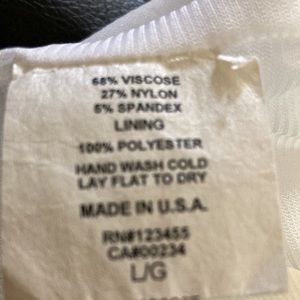 68% VISCOSE
27% NYLON
5% SPANDEX
LINING
100% POLYESTER
HAND WASH COLD
LAY FLAT TO DRY
MADE IN U.S.A.
RN#123455
CA#00234
L/G